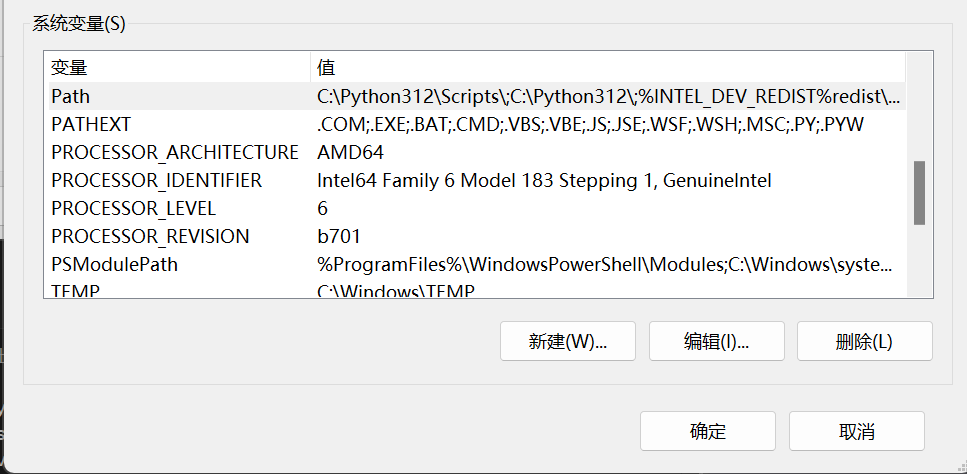 系统变量(S)
变量 值
Path C:\Python312\Scripts\;C:\Python312\;%INTEL_DEV_REDIST%redist\...
PATHEXT .COM;.EXE;.BAT;.CMD;.VBS;.VBE;.JS;.JSE;.WSF;.WSH;.MSC;.PY;.PYW
PROCESSOR_ARCHITECTURE AMD64
PROCESSOR_IDENTIFIER Intel64 Family 6 Model 183 Stepping 1, GenuineIntel
PROCESSOR_LEVEL 6
PROCESSOR_REVISION b701
PSModulePath %ProgramFiles%\WindowsPowerShell\Modules;C:\Windows\syste...
TEMP C:\Windows\TEMP
新建(W)... 编辑(I)... 删除(L)
确定 取消